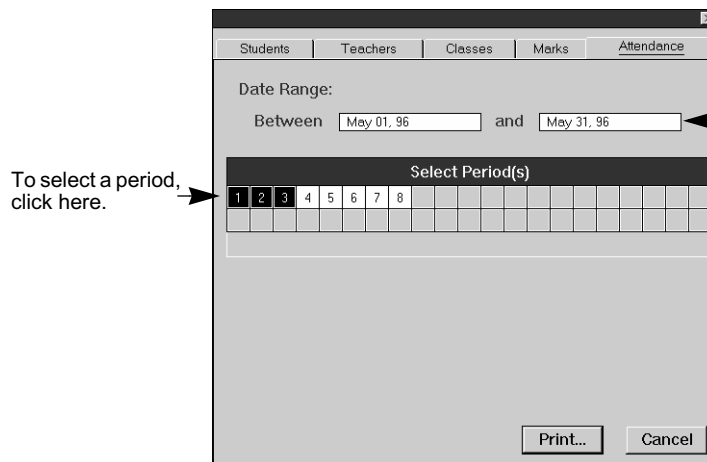 Students Teachers Classes Marks Attendance
Date Range:
Between May 01, 96 and May 31, 96
Select Period(s)
To select a period,
click here.
1 2 3 4 5 6 7 8
Print... Cancel